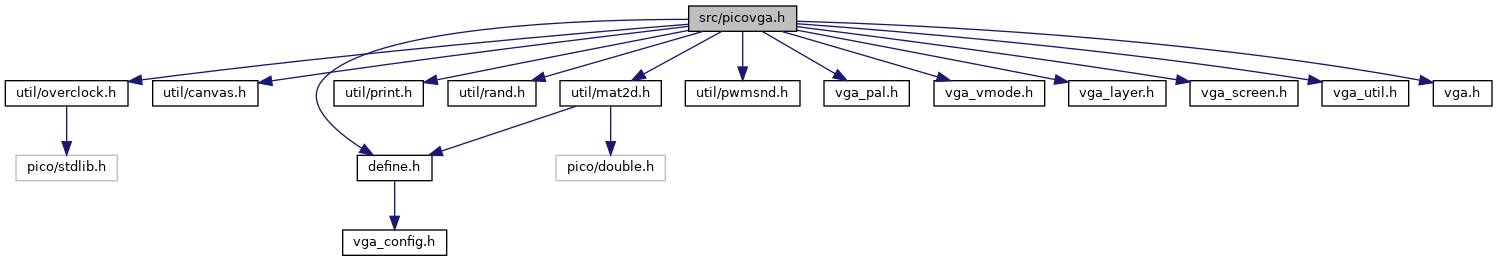 src/picovga.h
util/overclock.h
util/canvas.h
util/print.h
util/rand.h
util/mat2d.h
util/pwmsnd.h
vga_pal.h
vga_vmode.h
vga_layer.h
vga_screen.h
vga_util.h
vga.h
pico/stdlib.h
define.h
pico/double.h
vga_config.h